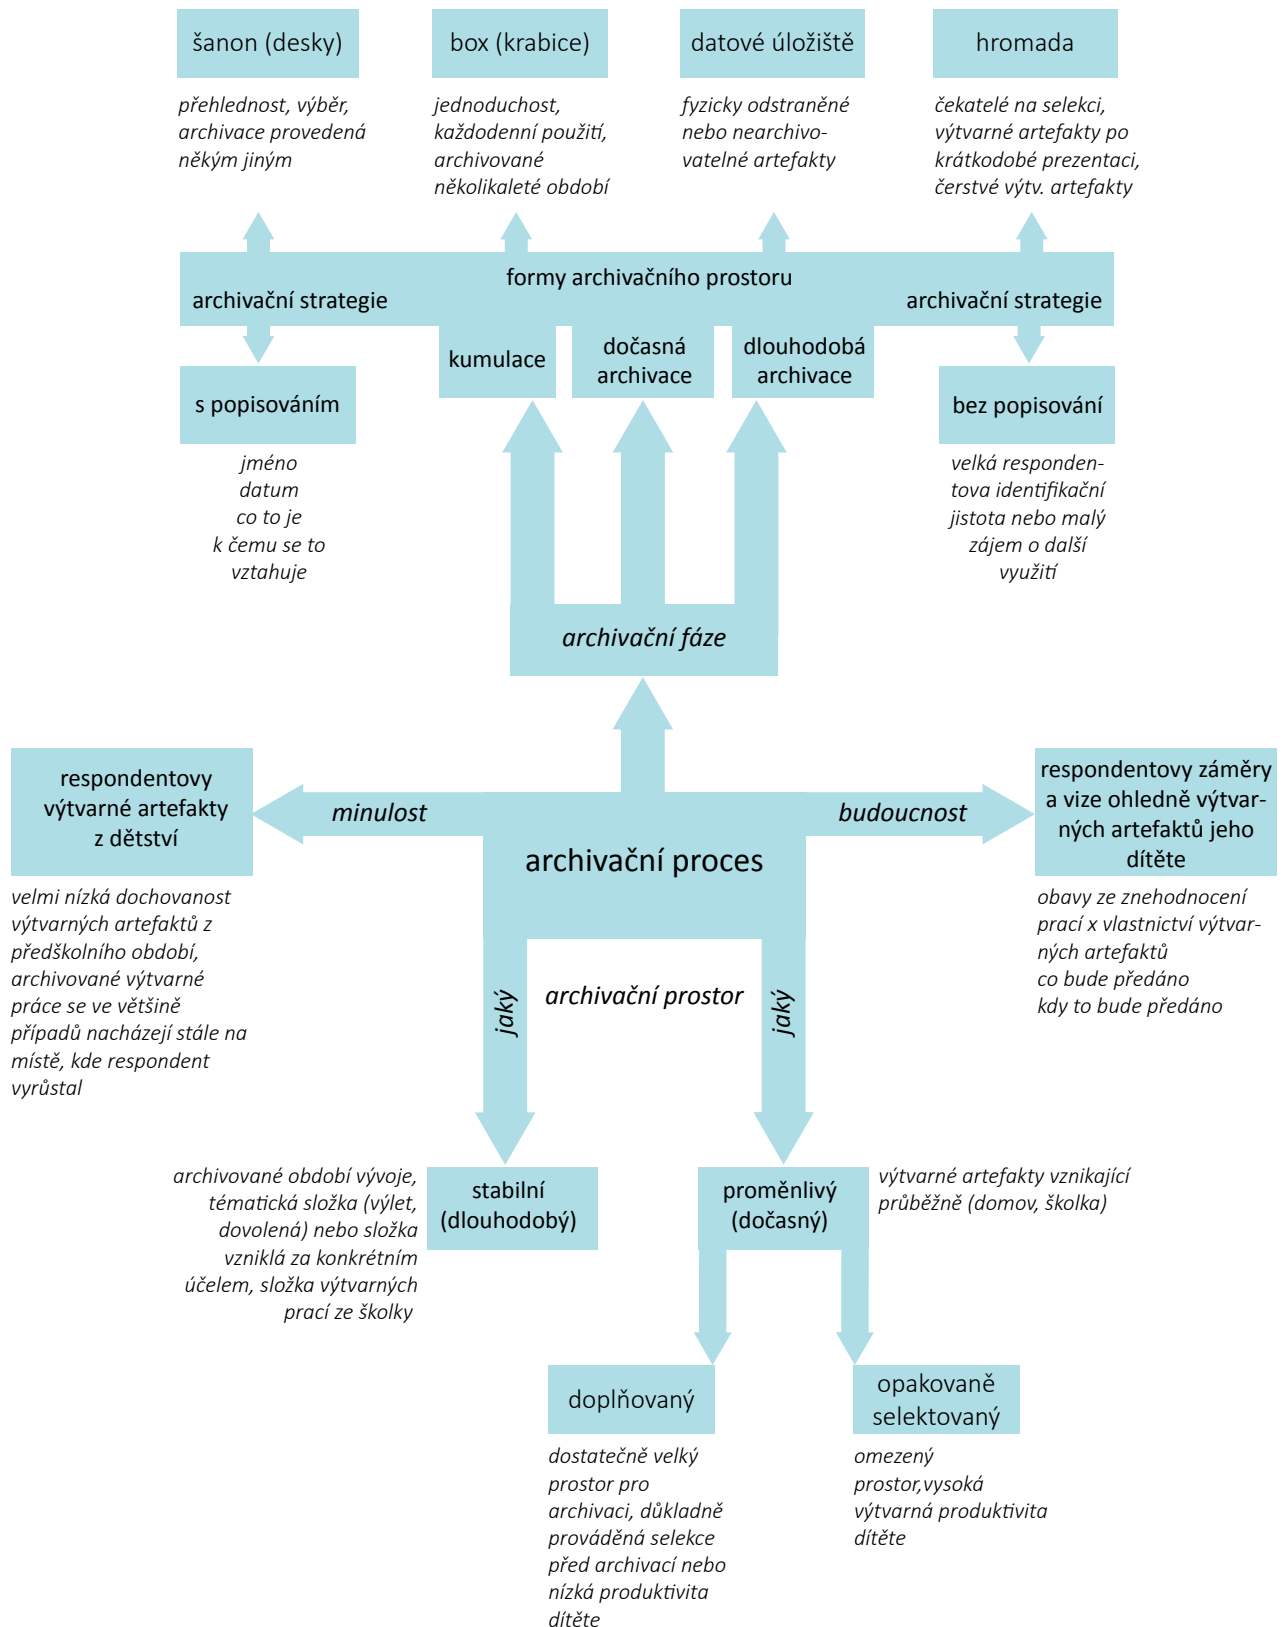 šanon (desky)
přehlednost, výběr,
archivace provedená
někým jiným
box (krabice)
jednoduchost,
každodenní použití,
archivované
několikaleté období
datové úložiště
fyzicky odstraněné
nebo nearchivo-
vatelné artefakty
hromada
čekatelé na selekci,
výtvarné artefakty po
krátkodobé prezentaci,
čerstvé výtv. artefakty
formy archivačního prostoru
archivační strategie
archivační strategie
kumulace
dočasná
archivace
dlouhodobá
archivace
s popisováním
jméno
datum
co to je
k čemu se to
vztahuje
bez popisování
velká responden-
tova identifikační
jistota nebo malý
zájem o další
využití
archivační fáze
respondentovy
výtvarné artefakty
z dětství
minulost
budoucnost
respondentovy záměry
a vize ohledně výtvar-
ných artefaktů jeho
dítěte
archivační proces
velmi nízká dochovanost
výtvarných artefaktů z
předškolního období,
archivované výtvarné
práce se ve většině
případů nacházejí stále na
místě, kde respondent
vyrůstal
obavy ze znehodnocení
prací x vlastnictví výtvar-
ných artefaktů
co bude předáno
kdy to bude předáno
jaký
archivační prostor
jaký
archivované období vývoje,
tématická složka (výlet,
dovolená) nebo složka
vzniklá za konkrétním
účelem, složka výtvarných
prací ze školky
stabilní
(dlouhodobý)
proměnlivý
(dočasný)
výtvarné artefakty vznikající
průběžně (domov, školka)
doplňovaný
dostatečně velký
prostor pro
archivaci, důkladně
prováděná selekce
před archivací nebo
nízká produktivita
dítěte
opakovaně
selektovaný
omezený
prostor,vysoká
výtvarná produktivita
dítěte